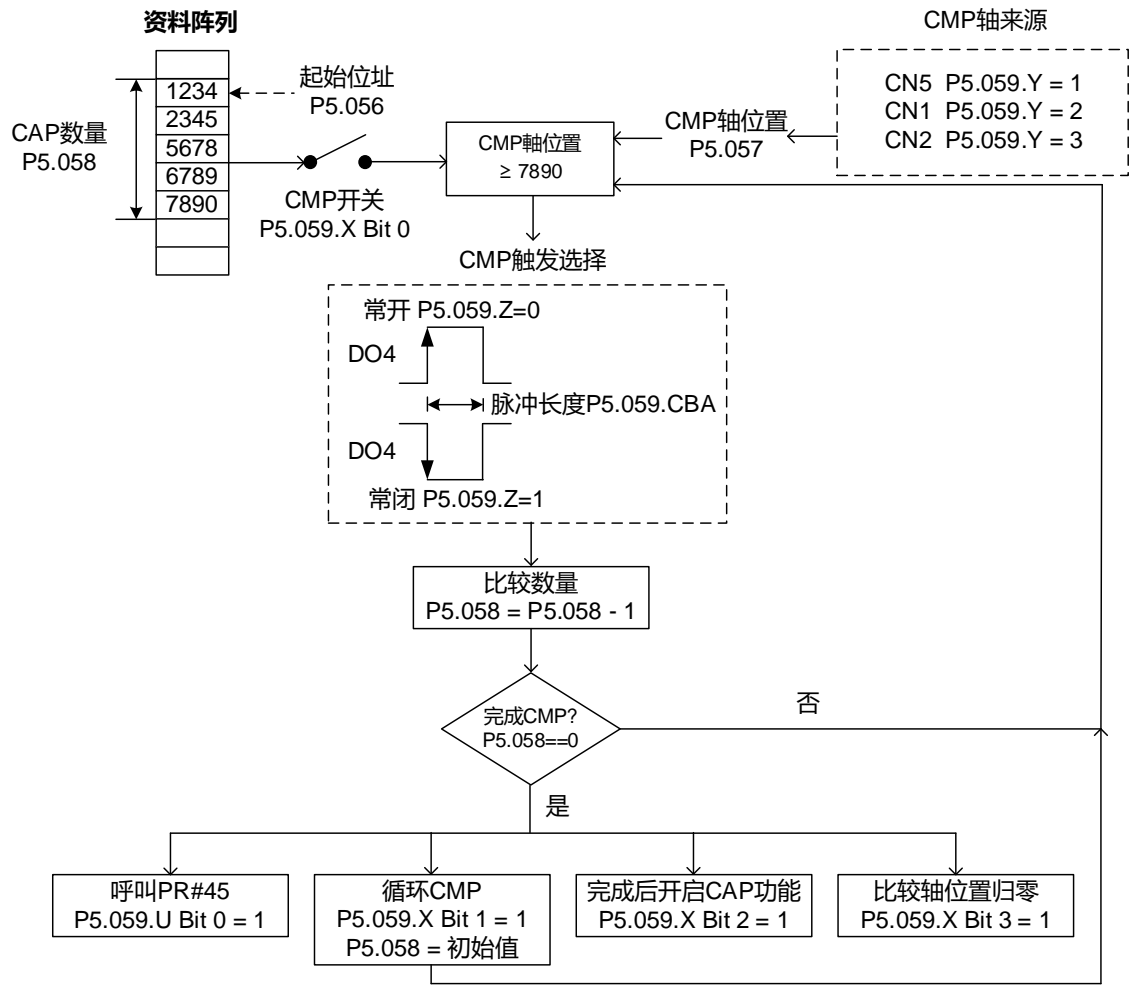 资料阵列
CMP轴来源
1234
2345
5678
6789
7890
起始位址
P5.056
CAP数量
P5.058
CMP开关
P5.059.X Bit 0
CMP軸位置
≥ 7890
CMP轴位置
P5.057
CN5 P5.059.Y = 1
CN1 P5.059.Y = 2
CN2 P5.059.Y = 3
CMP触发选择
常开 P5.059.Z=0
DO4
脉冲长度P5.059.CBA
DO4
常闭 P5.059.Z=1
比较数量
P5.058 = P5.058 - 1
完成CMP?
P5.058==0
否
是
呼叫PR#45
P5.059.U Bit 0 = 1
循环CMP
P5.059.X Bit 1 = 1
P5.058 = 初始值
完成后开启CAP功能
P5.059.X Bit 2 = 1
比较轴位置归零
P5.059.X Bit 3 = 1